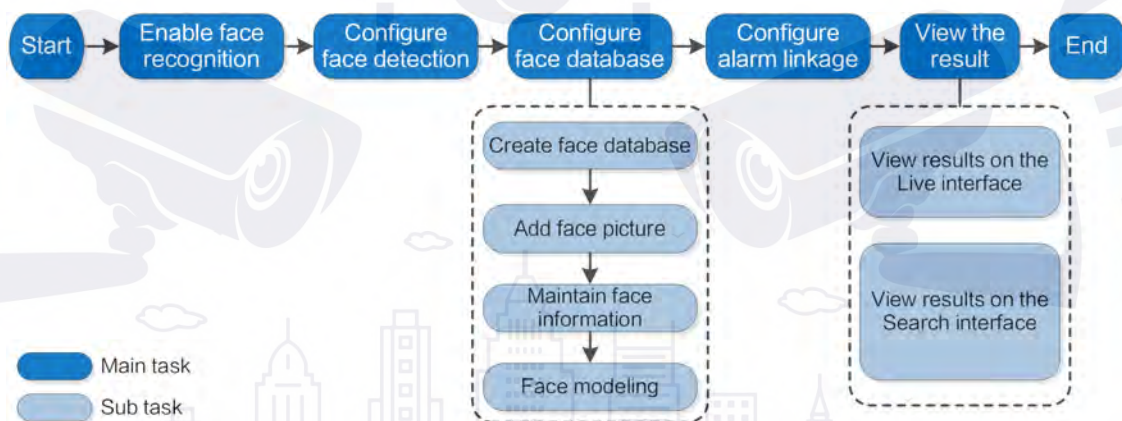 Start
Enable face
recognition
Configure
face detection
Configure
face database
Configure
alarm linkage
View the
result
End
Create face database
Add face picture
Maintain face
information
Face modeling
View results on the
Live interface
View results on the
Search interface
Main task
Sub task